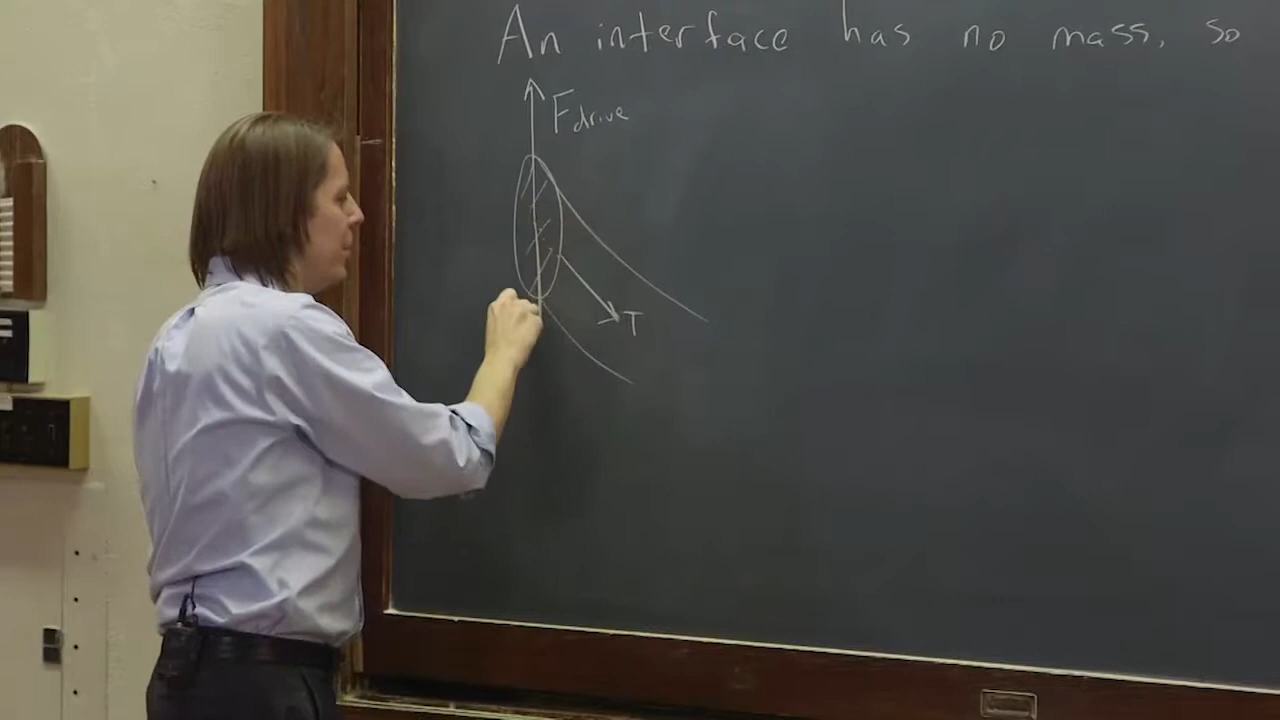 An interface has no mass, so
Fdrive
T